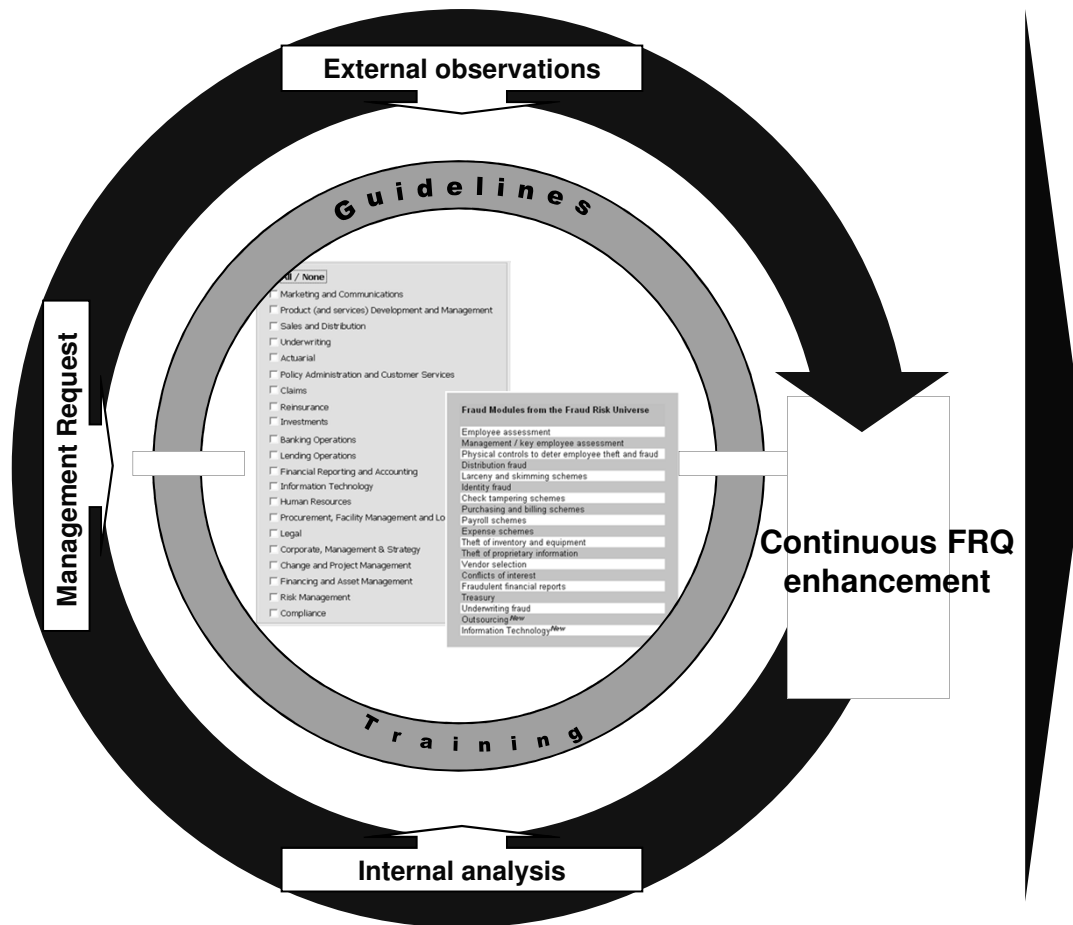 External observations
Guidelines
All / None
Marketing and Communications
Product (and services) Development and Management
Sales and Distribution
Underwriting
Actuarial
Policy Administration and Customer Services
Claims
Reinsurance
Investments
Banking Operations
Lending Operations
Financial Reporting and Accounting
Information Technology
Human Resources
Procurement, Facility Management and Lo
Legal
Corporate, Management & Strategy
Change and Project Management
Financing and Asset Management
Risk Management
Compliance
Fraud Modules from the Fraud Risk Universe
Employee assessment
Management / key employee assessment
Physical controls to deter employee theft and fraud
Distribution fraud
Larceny and skimming schemes
Identity fraud
Check tampering schemes
Purchasing and billing schemes
Payroll schemes
Expense schemes
Theft of inventory and equipment
Theft of proprietary information
Vendor selection
Conflicts of interest
Fraudulent financial reports
Treasury
Underwriting fraud
Outsourcing New
Information Technology New
Management Request
Continuous FRQ
enhancement
Training
Internal analysis